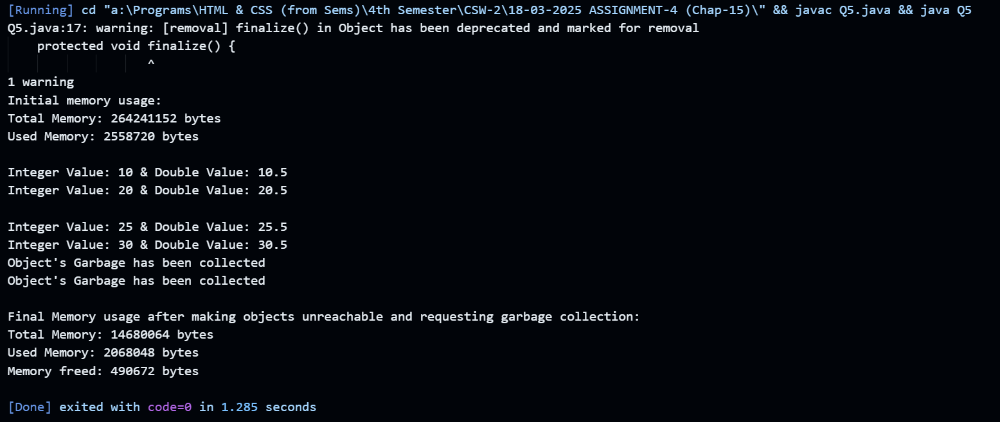 [Running] cd "a:\Programs\HTML & CSS (from Sems)\4th Semester\CSW-2\18-03-2025 ASSIGNMENT-4 (Chap-15)\" && javac Q5.java && java Q5
Q5.java:17: warning: [removal] finalize() in Object has been deprecated and marked for removal
    protected void finalize() {
                   ^
1 warning
Initial memory usage:
Total Memory: 264241152 bytes
Used Memory: 2558720 bytes

Integer Value: 10 & Double Value: 10.5
Integer Value: 20 & Double Value: 20.5

Integer Value: 25 & Double Value: 25.5
Integer Value: 30 & Double Value: 30.5
Object's Garbage has been collected
Object's Garbage has been collected

Final Memory usage after making objects unreachable and requesting garbage collection:
Total Memory: 14680064 bytes
Used Memory: 2068048 bytes
Memory freed: 490672 bytes

[Done] exited with code=0 in 1.285 seconds